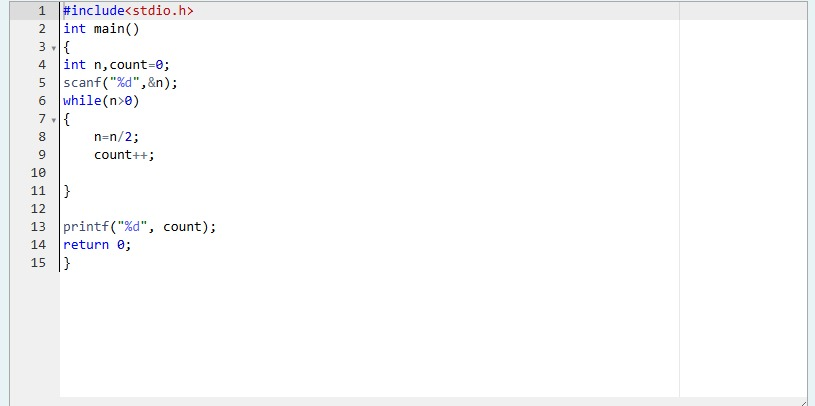 1 #include<stdio.h>
2 int main()
3 {
4 int n,count=0;
5 scanf("%d",&n);
6 while(n>0)
7 {
8     n=n/2;
9     count++;
10
11 }
12
13 printf("%d", count);
14 return 0;
15 }